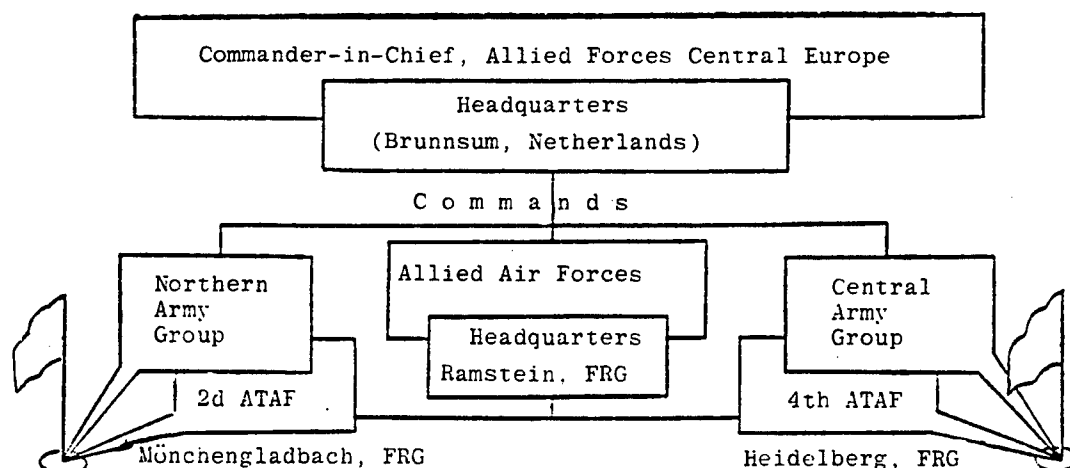 Commander-in-Chief, Allied Forces Central Europe
Headquarters
(Brunnsum, Netherlands)
Commands
Northern
Army
Group
Allied Air Forces
Headquarters
Ramstein, FRG
Central
Army
Group
2d ATAF
4th ATAF
Mönchengladbach, FRG
Heidelberg, FRG